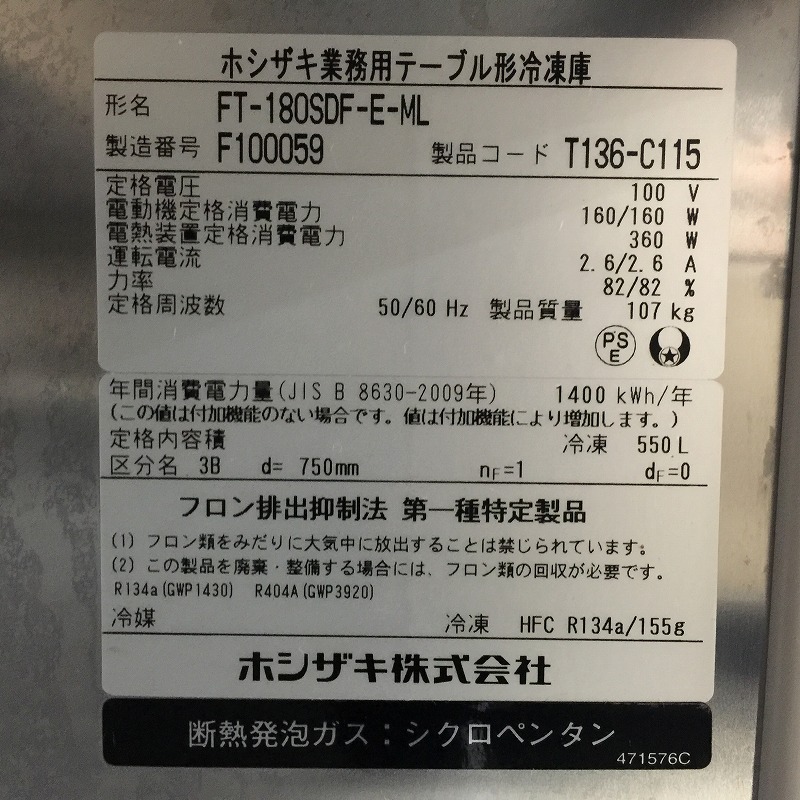 ホシザキ業務用テーブル形冷凍庫
形名 FT-180SDF-E-ML
製造番号 F100059 製品コード T136-C115
定格電圧 100 V
電動機定格消費電力 160/160 W
電熱装置定格消費電力 360 W
運転電流 2.6/2.6 A
力率 82/82 %
定格周波数 50/60 Hz 製品質量 107 kg
PSE
年間消費電力量(JIS B 8630-2009年) 1400 kWh/年
(この値は付加機能のない場合です。値は付加機能により増加します。)
定格内容積 冷凍 550 L
区分名 3B d= 750mm nF=1 dF=0
フロン排出抑制法 第一種特定製品
(1) フロン類をみだりに大気中に放出することは禁じられています。
(2) この製品を廃棄・整備する場合には、フロン類の回収が必要です。
R134a(GWP1430) R404A(GWP3920)
冷媒 冷凍 HFC R134a/155g
ホシザキ株式会社
断熱発泡ガス：シクロペンタン
471576C